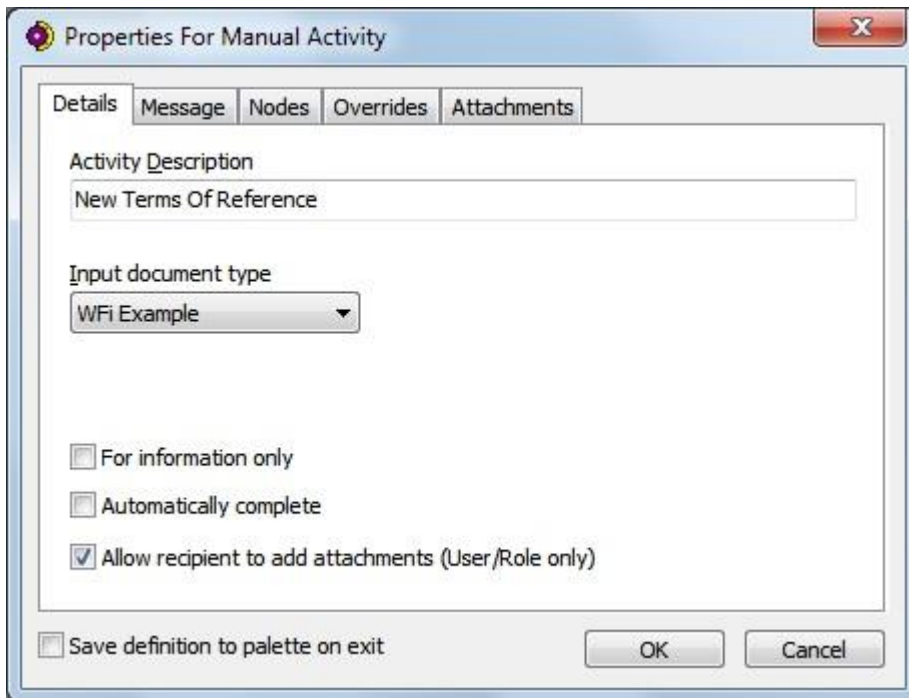 Properties For Manual Activity
Details Message Nodes Overrides Attachments
Activity Description
New Terms Of Reference
Input document type
WFi Example
For information only
Automatically complete
Allow recipient to add attachments (User/Role only)
Save definition to palette on exit OK Cancel